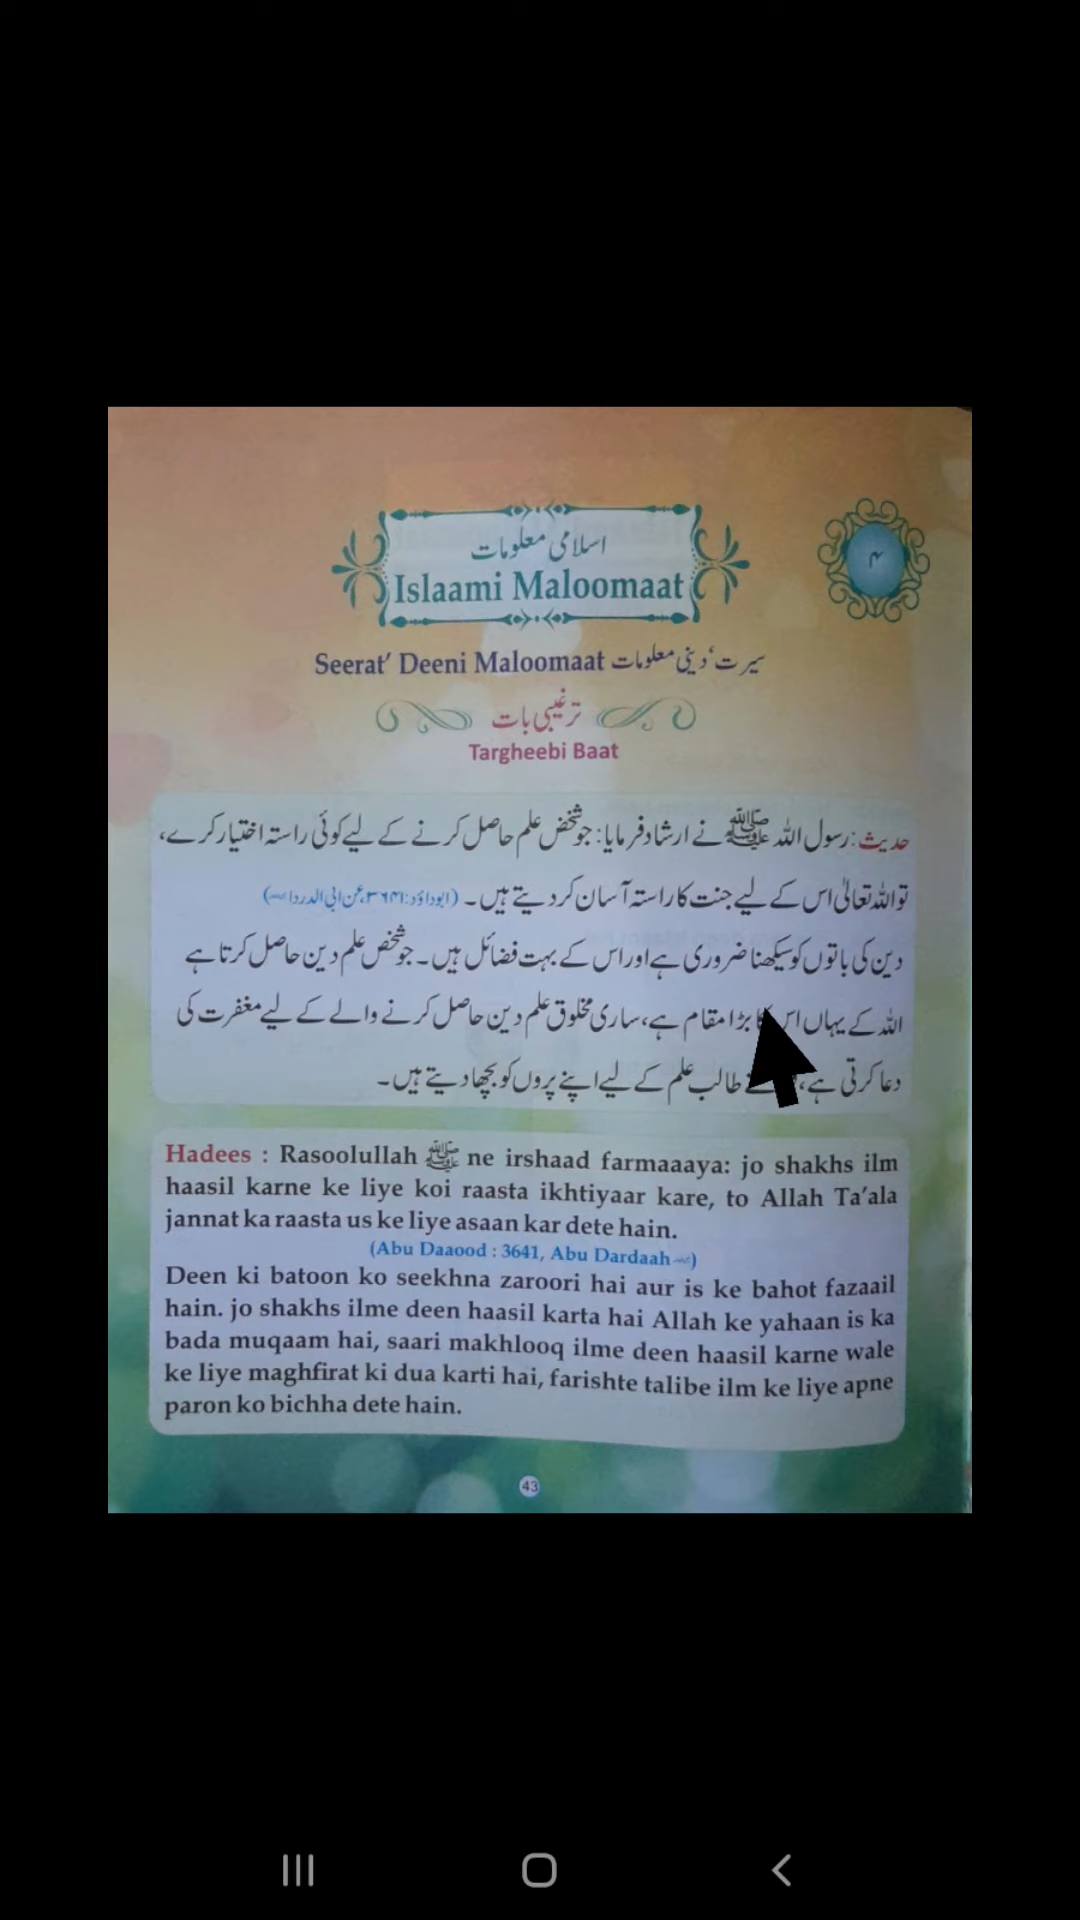 اسلامی معلومات
Islaami Maloomaat
۴
Seerat' Deeni Maloomaat سیرت‘ دینی معلومات
ترغیبی بات
Targheebi Baat
حدیث: رسول اللہ ﷺ نے ارشاد فرمایا: جو شخص علم حاصل کرنے کے لیے کوئی راستہ اختیار کرے،
تو اللہ تعالیٰ اس کے لیے جنت کا راستہ آسان کر دیتے ہیں۔ (ابوداؤد: ۳۶۴۱، عن ابی الدرداء)
دین کی باتوں کو سیکھنا ضروری ہے اور اس کے بہت فضائل ہیں۔ جو شخص علم دین حاصل کرتا ہے
اللہ کے یہاں اس کا بڑا مقام ہے، ساری مخلوق علم دین حاصل کرنے والے کے لیے مغفرت کی
دعا کرتی ہے، طالب علم کے لیے اپنے پروں کو بچھا دیتے ہیں۔
Hadees : Rasoolullah ﷺ ne irshaad farmaaaya: jo shakhs ilm
haasil karne ke liye koi raasta ikhtiyaar kare, to Allah Ta'ala
jannat ka raasta us ke liye asaan kar dete hain.
(Abu Daaood : 3641, Abu Dardaah)
Deen ki batoon ko seekhna zaroori hai aur is ke bahot fazaail
hain. jo shakhs ilme deen haasil karta hai Allah ke yahaan is ka
bada muqaam hai, saari makhlooq ilme deen haasil karne wale
ke liye maghfirat ki dua karti hai, farishte talibe ilm ke liye apne
paron ko bichha dete hain.
43